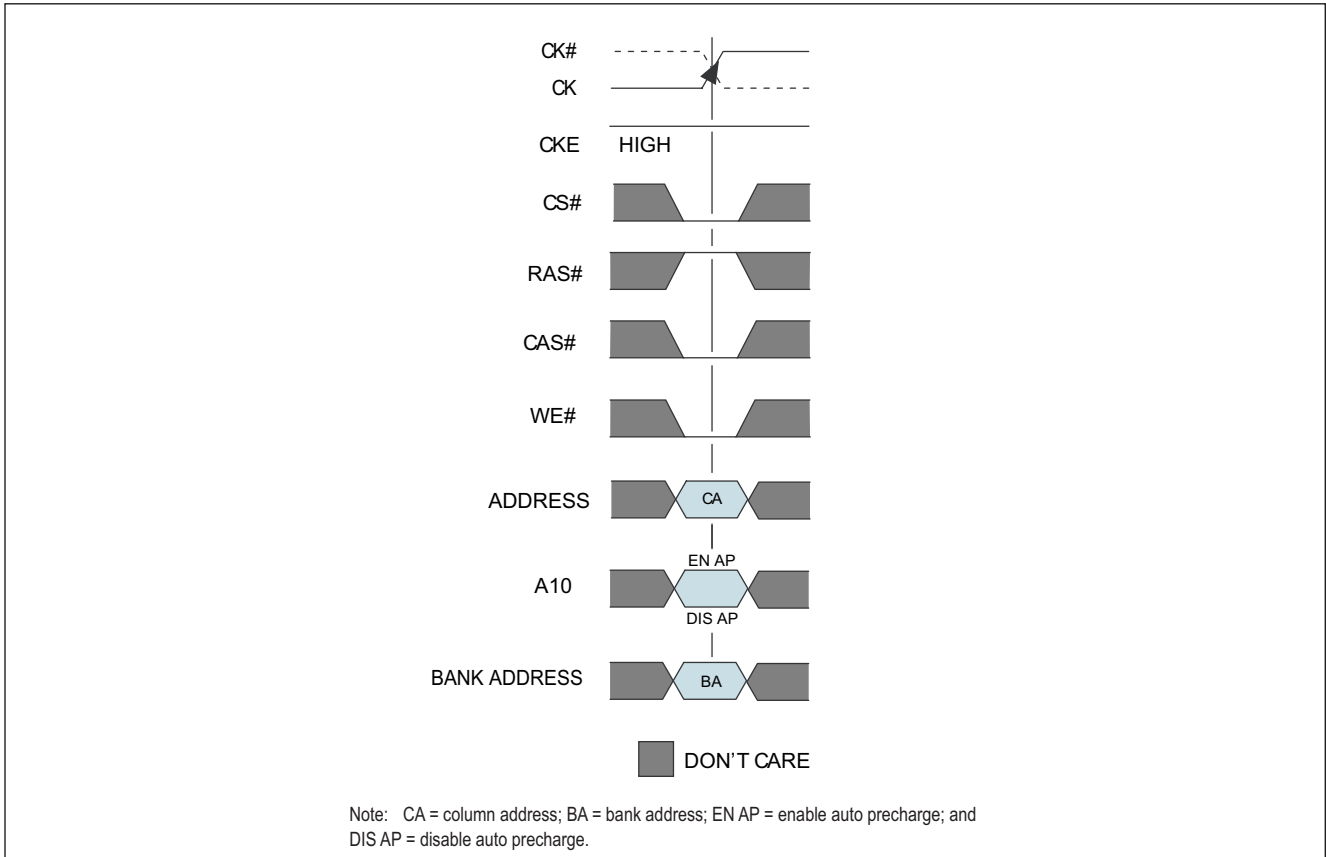 CK#
CK
CKE HIGH
CS#
RAS#
CAS#
WE#
ADDRESS CA
EN AP
A10
DIS AP
BANK ADDRESS BA
DON'T CARE
Note: CA = column address; BA = bank address; EN AP = enable auto precharge; and
DIS AP = disable auto precharge.